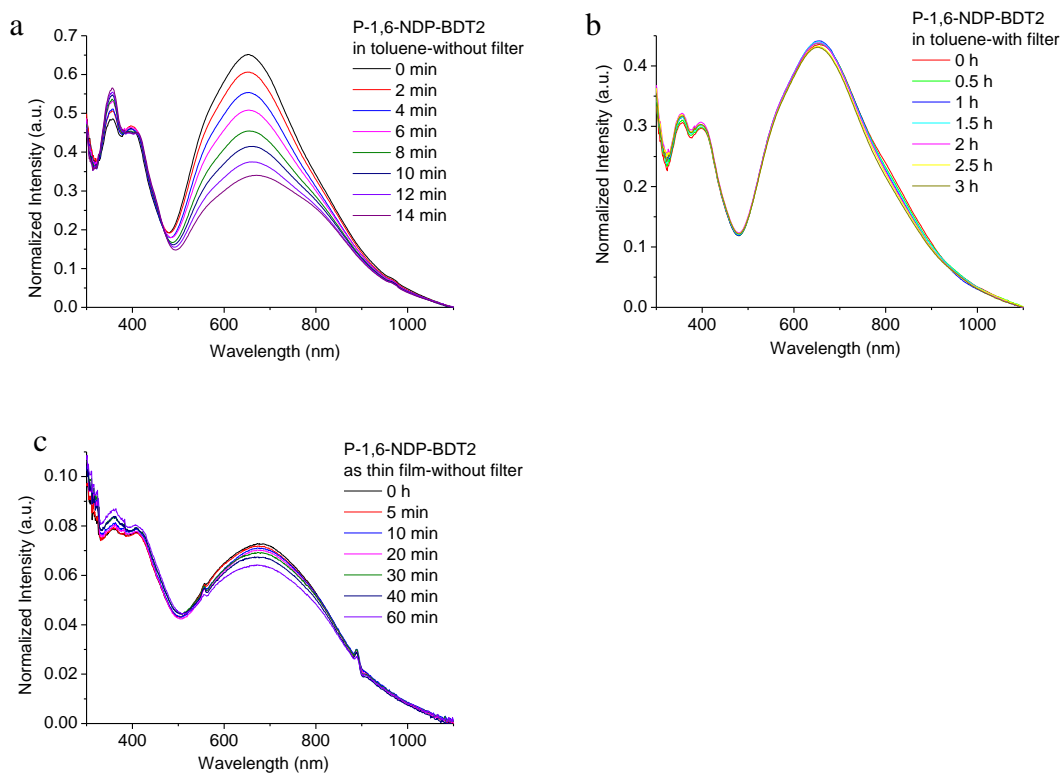 a
P-1,6-NDP-BDT2
in toluene-without filter
0 min
2 min
4 min
6 min
8 min
10 min
12 min
14 min
Normalized Intensity (a.u.)
0.7
0.6
0.5
0.4
0.3
0.2
0.1
0.0
400 600 800 1000
Wavelength (nm)
b
P-1,6-NDP-BDT2
in toluene-with filter
0 h
0.5 h
1 h
1.5 h
2 h
2.5 h
3 h
Normalized Intensity (a.u.)
0.4
0.3
0.2
0.1
0.0
400 600 800 1000
Wavelength (nm)
c
P-1,6-NDP-BDT2
as thin film-without filter
0 h
5 min
10 min
20 min
30 min
40 min
60 min
Normalized Intensity (a.u.)
0.10
0.08
0.06
0.04
0.02
0.00
400 600 800 1000
Wavelength (nm)